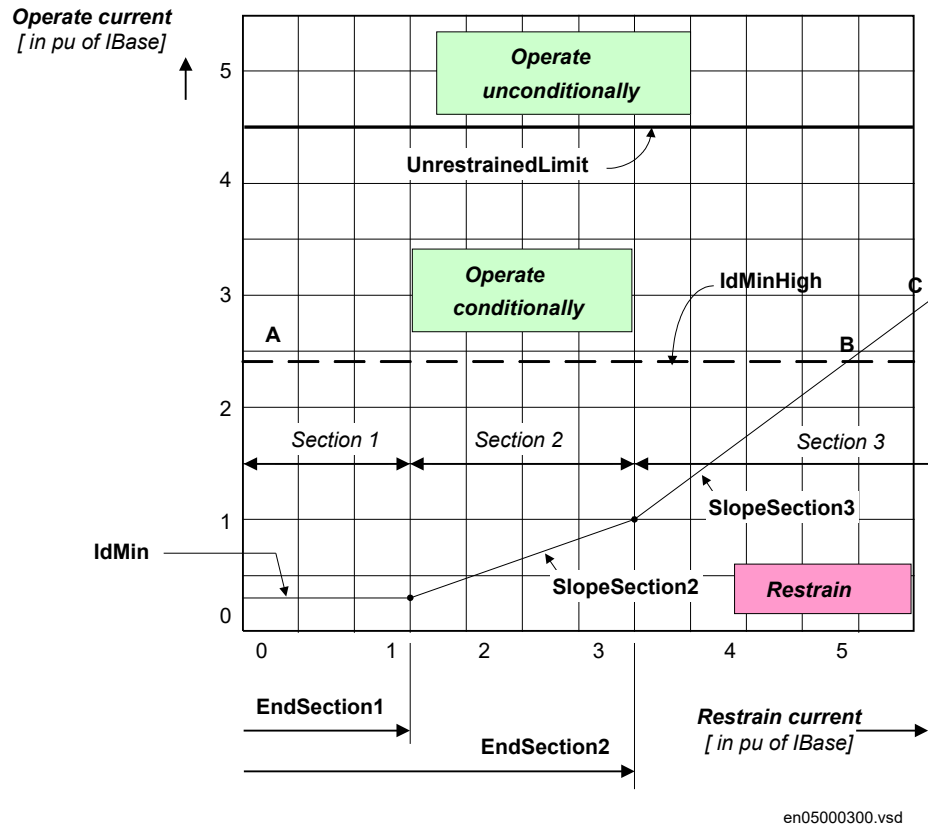 Operate current
[ in pu of IBase]
5
Operate
unconditionally
UnrestrainedLimit
4
Operate
conditionally
3
IdMinHigh
C
A
B
2
Section 1
Section 2
Section 3
SlopeSection3
1
IdMin
SlopeSection2
Restrain
0
0
1
2
3
4
5
EndSection1
Restrain current
[ in pu of IBase]
EndSection2
en05000300.vsd